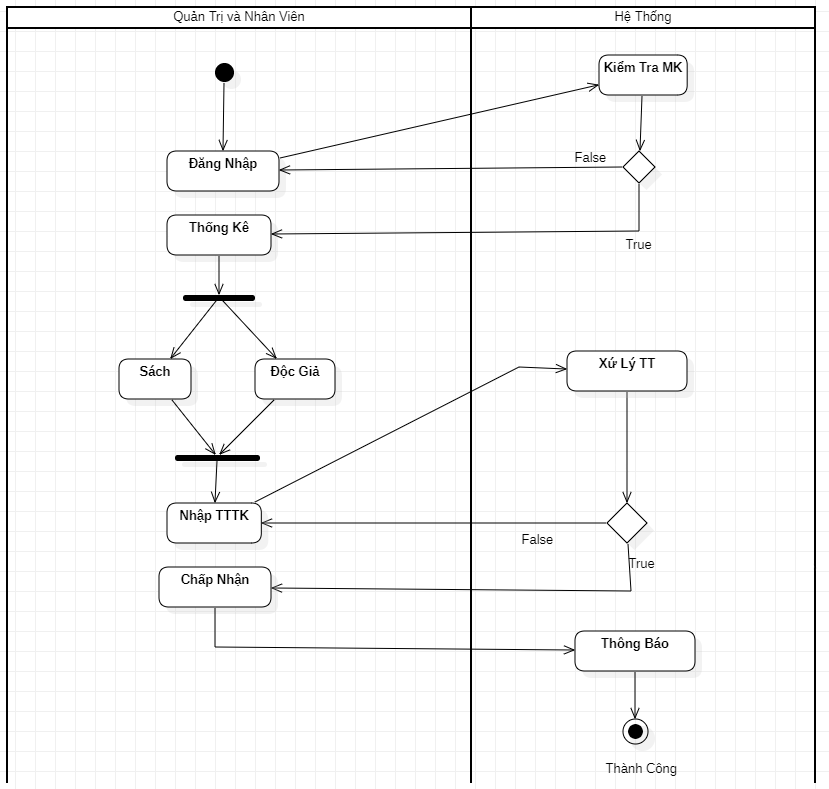 Quản Trị và Nhân Viên
Hệ Thống
Kiểm Tra MK
Đăng Nhập
False
Thống Kê
True
Sách
Độc Giả
Xứ Lý TT
Nhập TTTK
False
True
Chấp Nhận
Thông Báo
Thành Công